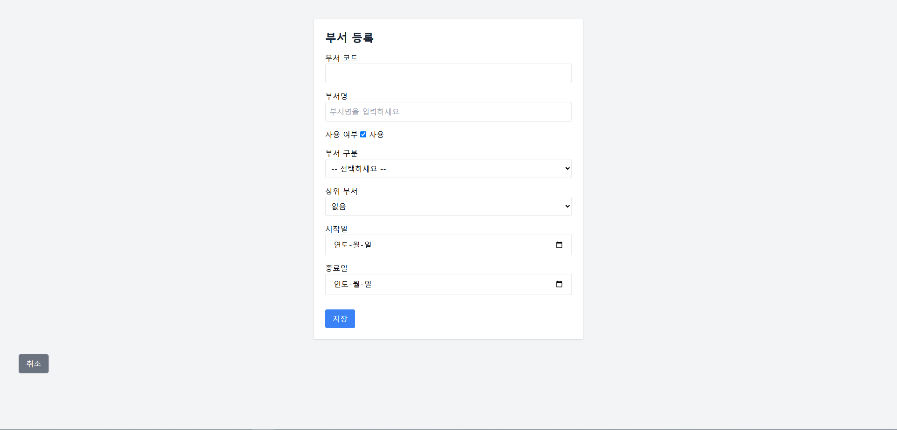 부서 등록
부서 코드
부서명
부서명을 입력하세요
사용 여부 사용
부서 구분
-- 선택하세요 --
상위 부서
없음
시작일
연도-월-일
종료일
연도-월-일
저장
취소